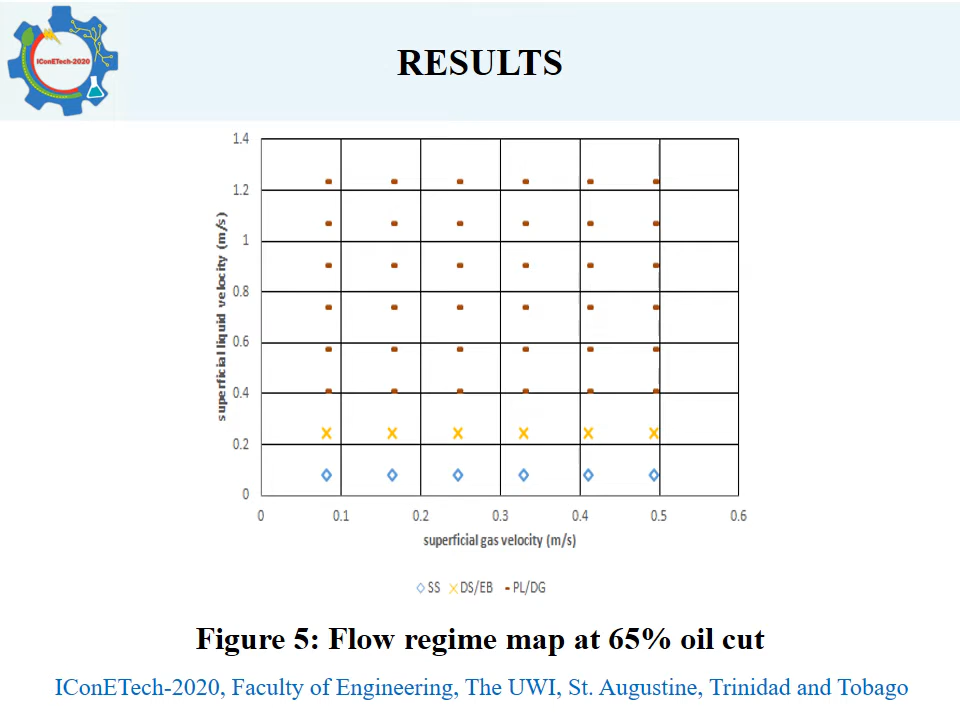 IConETech-2020
RESULTS
1.4
1.2
1
0.8
0.6
0.4
0.2
0
superficial liquid velocity (m/s)
0 0.1 0.2 0.3 0.4 0.5 0.6
superficial gas velocity (m/s)
SS DS/EB PL/DG
Figure 5: Flow regime map at 65% oil cut
IConETech-2020, Faculty of Engineering, The UWI, St. Augustine, Trinidad and Tobago